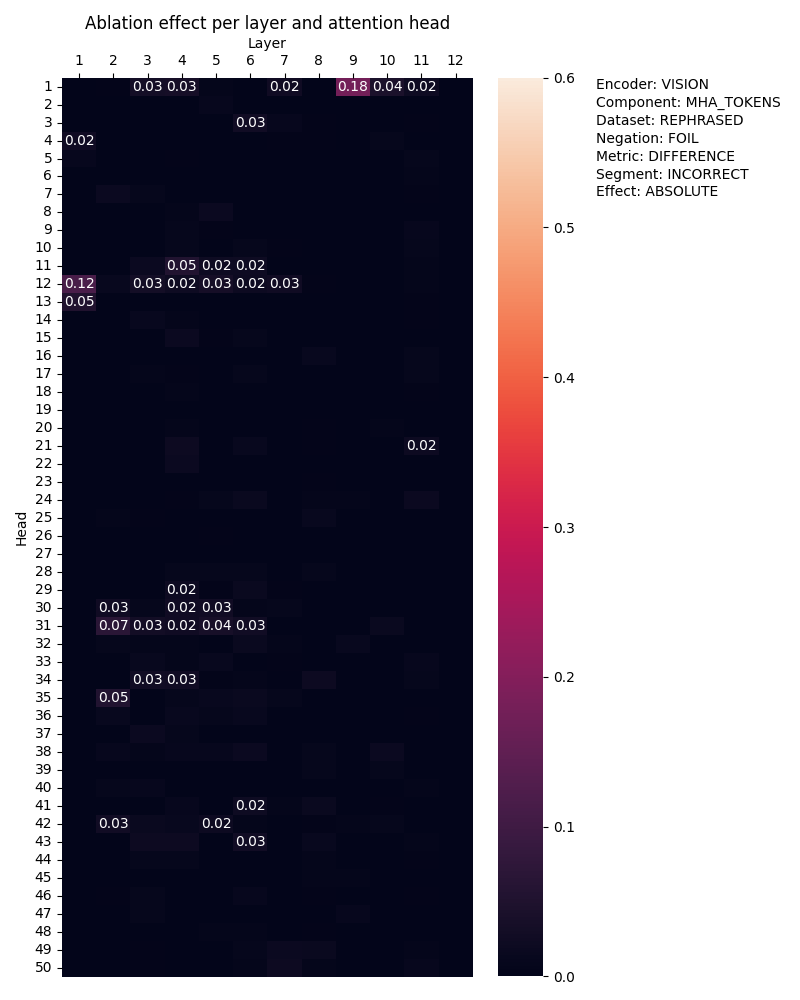 Ablation effect per layer and attention head
Layer
1 2 3 4 5 6 7 8 9 10 11 12
Head
1 0.03 0.03 0.02 0.18 0.04 0.02
2
3 0.03
4 0.02
5
6
7
8
9
10
11 0.05 0.02 0.02
12 0.12 0.03 0.02 0.03 0.02 0.03
13 0.05
14
15
16
17
18
19
20
21 0.02
22
23
24
25
26
27
28
29 0.02
30 0.03 0.02 0.03
31 0.07 0.03 0.02 0.04 0.03
32
33
34 0.03 0.03
35 0.05
36
37
38
39
40
41 0.02
42 0.03 0.02
43 0.03
44
45
46
47
48
49
50
0.6
0.5
0.4
0.3
0.2
0.1
0.0
Encoder: VISION
Component: MHA_TOKENS
Dataset: REPHRASED
Negation: FOIL
Metric: DIFFERENCE
Segment: INCORRECT
Effect: ABSOLUTE